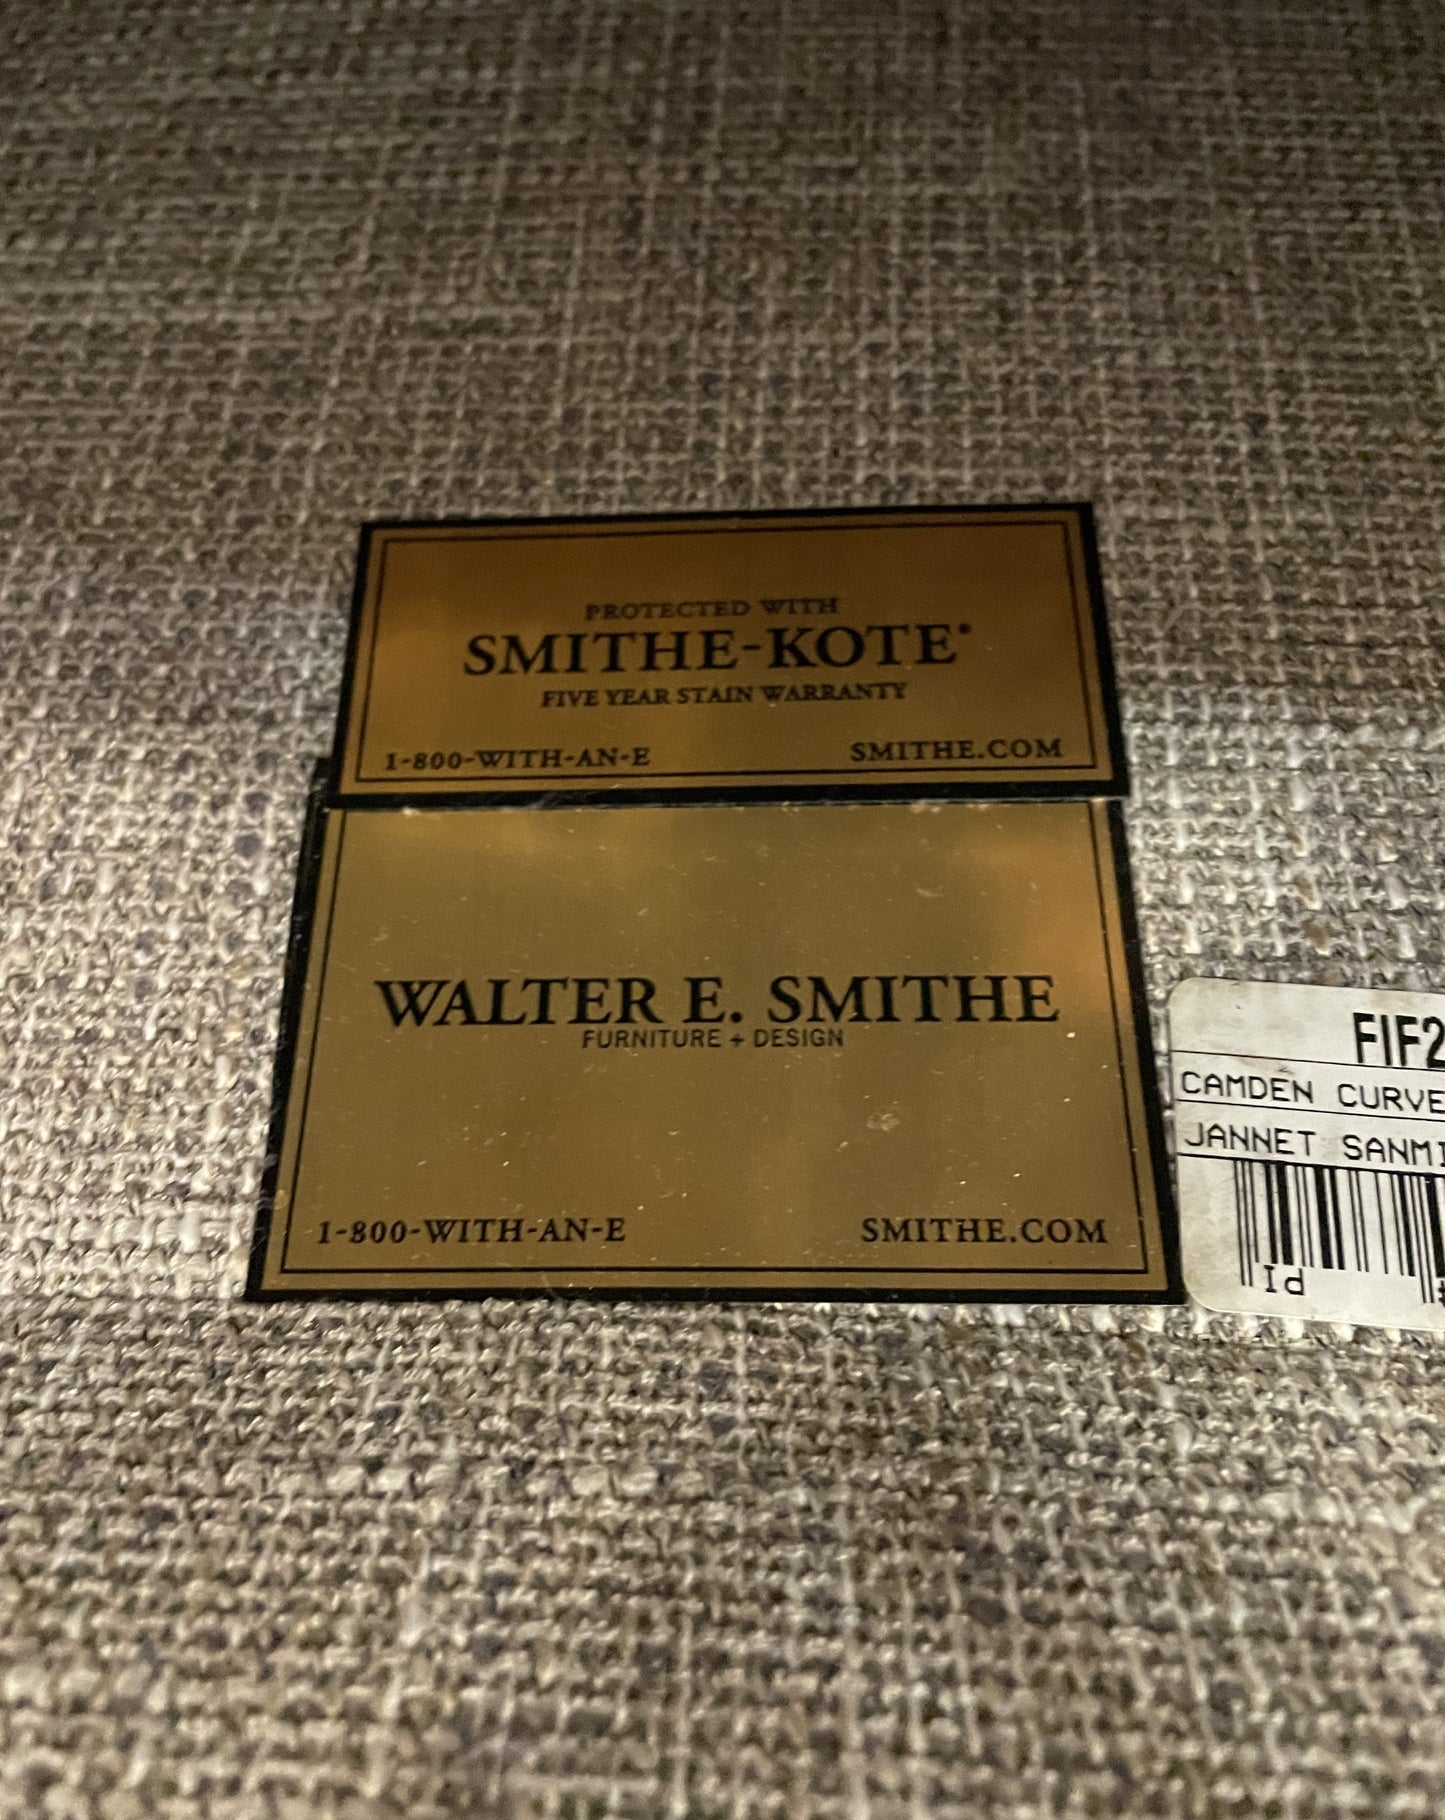 PROTECTED WITH
SMITHE-KOTE®
FIVE YEAR STAIN WARRANTY
1-800-WITH-AN-E SMITHE.COM
WALTER E. SMITHE
FURNITURE + DESIGN
1-800-WITH-AN-E SMITHE.COM
FIF2
CAMDEN CURVE
JANNET SANMI
Id